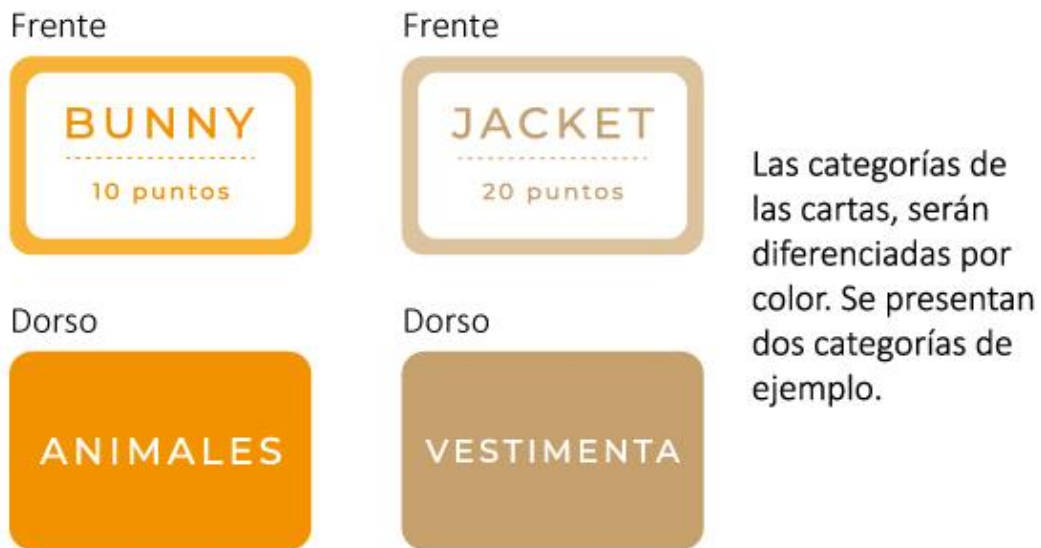 Frente
BUNNY
10 puntos
Frente
JACKET
20 puntos
Dorso
ANIMALES
Dorso
VESTIMENTA
Las categorías de
las cartas, serán
diferenciadas por
color. Se presentan
dos categorías de
ejemplo.